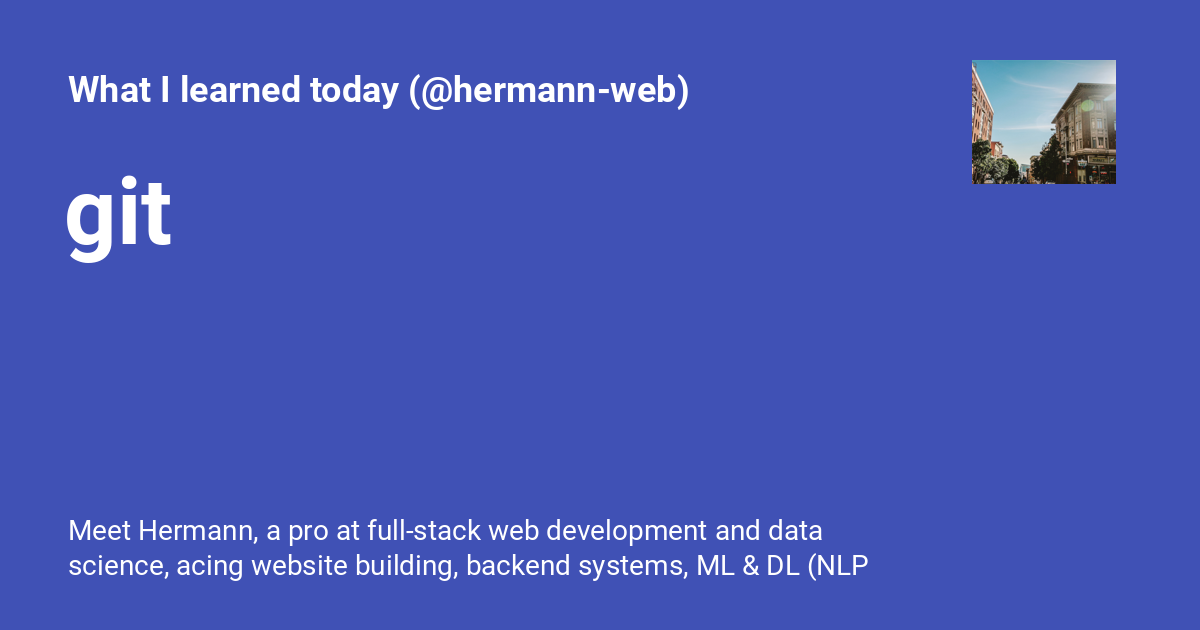 What I learned today (@hermann-web)
git
Meet Hermann, a pro at full-stack web development and data
science, acing website building, backend systems, ML & DL (NLP